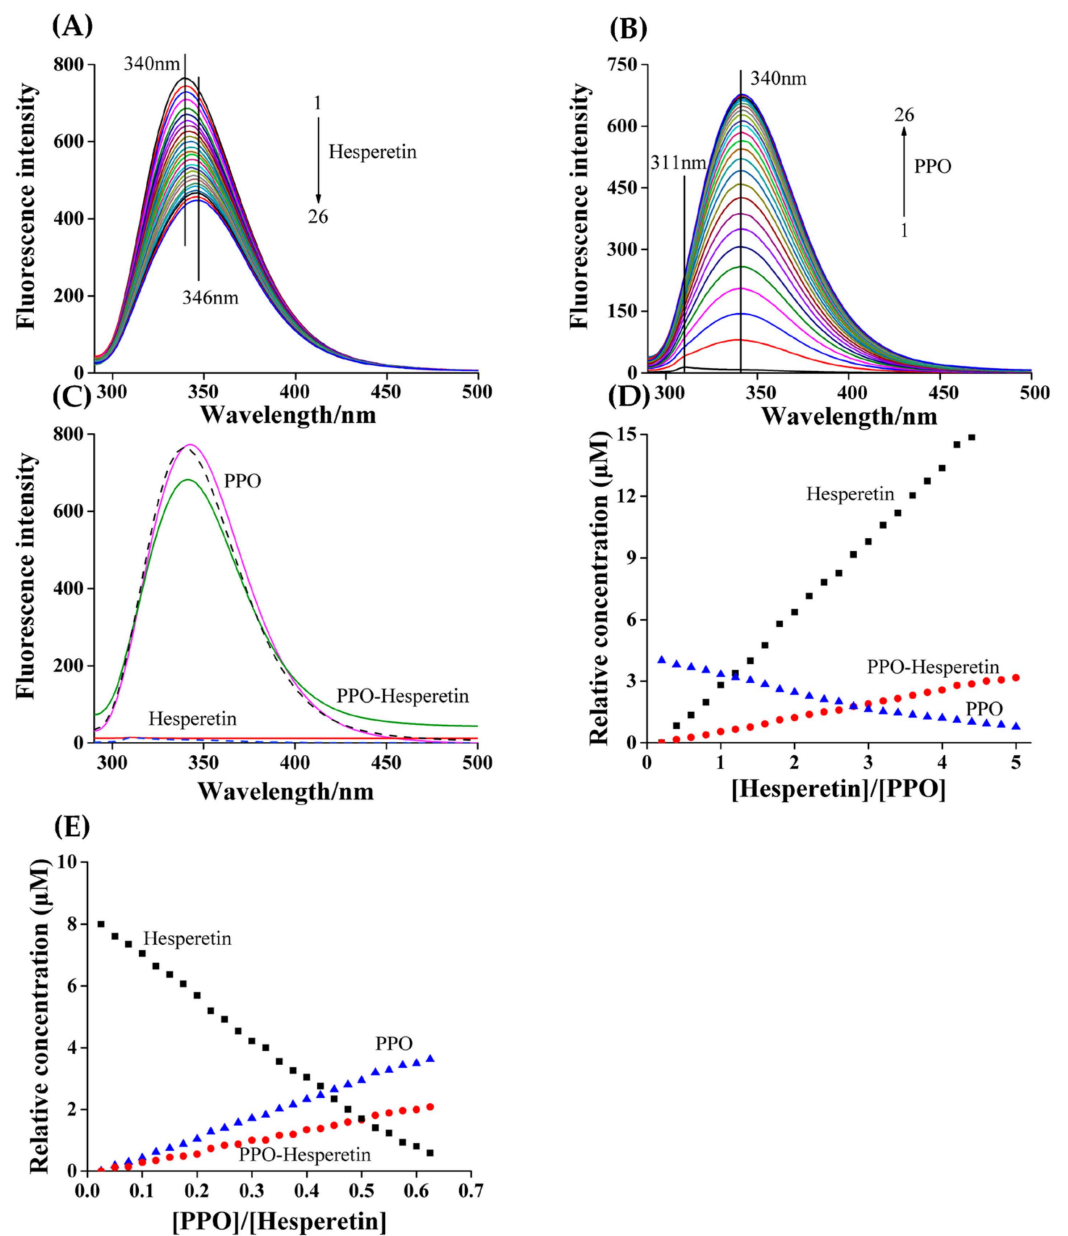 (A)
800
600
400
200
0
300
350
400
450
500
Fluorescence intensity
Wavelength/nm
340nm
346nm
1
Hesperetin
26
(B)
750
600
450
300
150
0
300
350
400
450
500
Fluorescence intensity
Wavelength/nm
340nm
311nm
26
PPO
1
(C)
800
600
400
200
0
300
350
400
450
500
Fluorescence intensity
Wavelength/nm
PPO
PPO-Hesperetin
Hesperetin
(D)
15
12
9
6
3
0
0
1
2
3
4
5
Relative concentration (μM)
[Hesperetin]/[PPO]
Hesperetin
PPO-Hesperetin
PPO
(E)
10
8
6
4
2
0
0.0
0.1
0.2
0.3
0.4
0.5
0.6
0.7
Relative concentration (μM)
[PPO]/[Hesperetin]
Hesperetin
PPO
PPO-Hesperetin